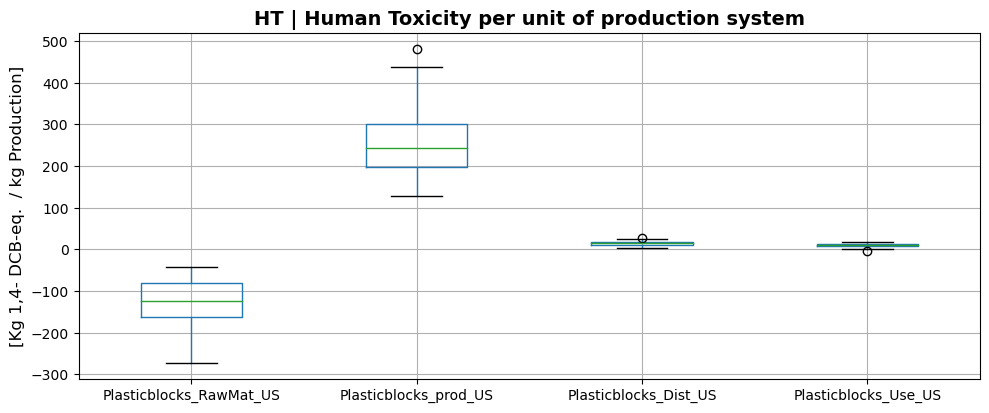 HT | Human Toxicity per unit of production system
[Kg 1,4- DCB-eq.  / kg Production]
500
400
300
200
100
0
−100
−200
−300
Plasticblocks_RawMat_US
Plasticblocks_prod_US
Plasticblocks_Dist_US
Plasticblocks_Use_US